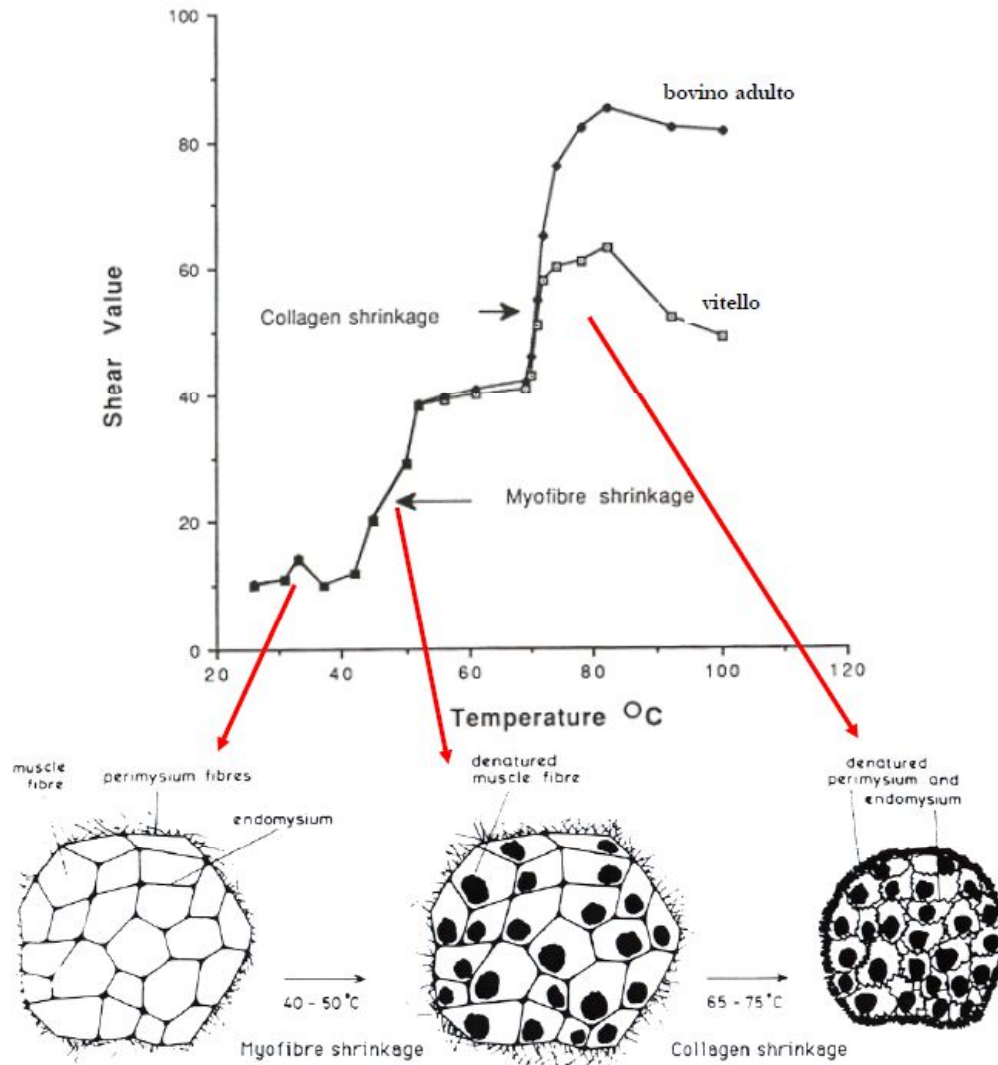 100
80
60
40
20
0
Shear Value
bovino adulto
vitello
Collagen shrinkage
Myofibre shrinkage
20
40
60
80
100
120
Temperature °C
muscle
fibre
perimysium fibres
endomysium
denatured
muscle fibre
denatured
perimysium and
endomysium
40 - 50°C
65 - 75°C
Myofibre shrinkage
Collagen shrinkage